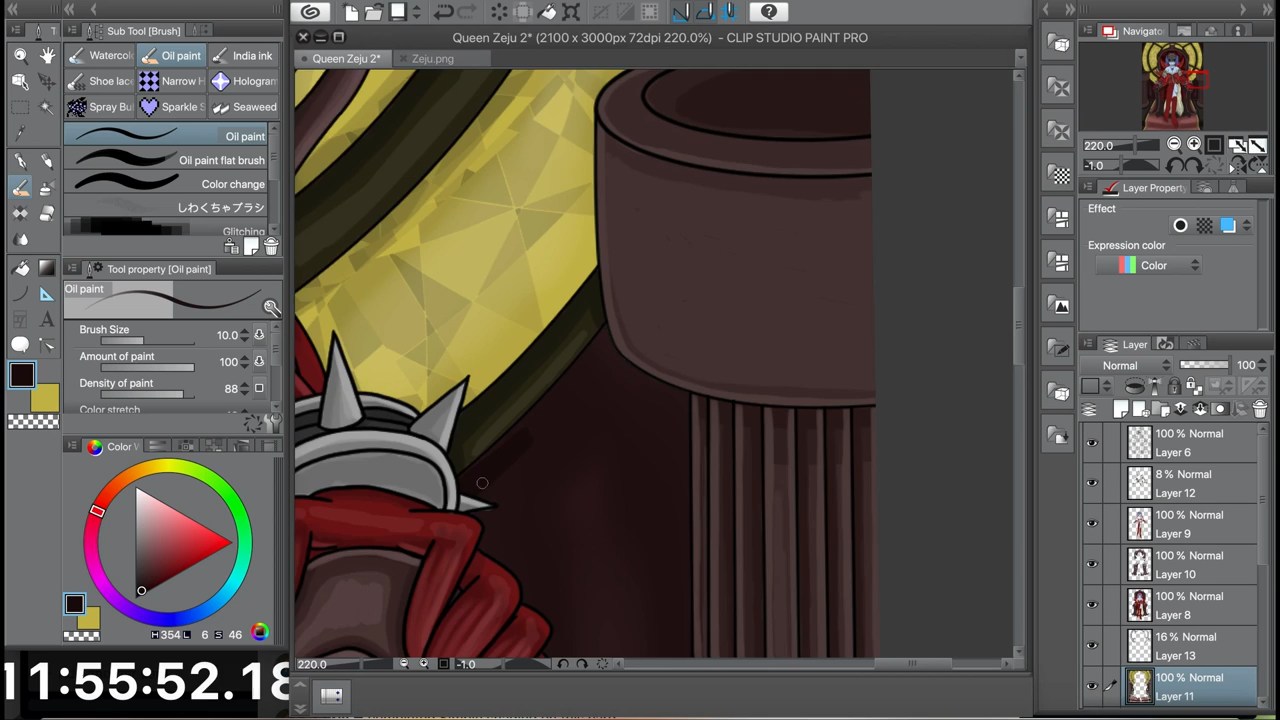 Queen Zeju 2* (2100 x 3000px 72dpi 220.0%) - CLIP STUDIO PAINT PRO
Queen Zeju 2*
Zeju.png
T
Sub Tool [Brush]
Watercolo
Oil paint
India ink
Shoe lace
Narrow H
Hologram
Spray Bu
Sparkle S
Seaweed
Oil paint
Oil paint flat brush
Color change
しわくちゃブラシ
Glitching
Tool property [Oil paint]
Oil paint
Brush Size
10.0
Amount of paint
100
Density of paint
88
Color stretch
A
Color W
H 354 L 6 S 46
11:55:52.18
220.0
-1.0
Navigato
220.0
-1.0
Layer Property
Effect
Expression color
Color
Layer
Normal
100
100 % Normal
Layer 6
8 % Normal
Layer 12
100 % Normal
Layer 9
100 % Normal
Layer 10
100 % Normal
Layer 8
16 % Normal
Layer 13
100 % Normal
Layer 11